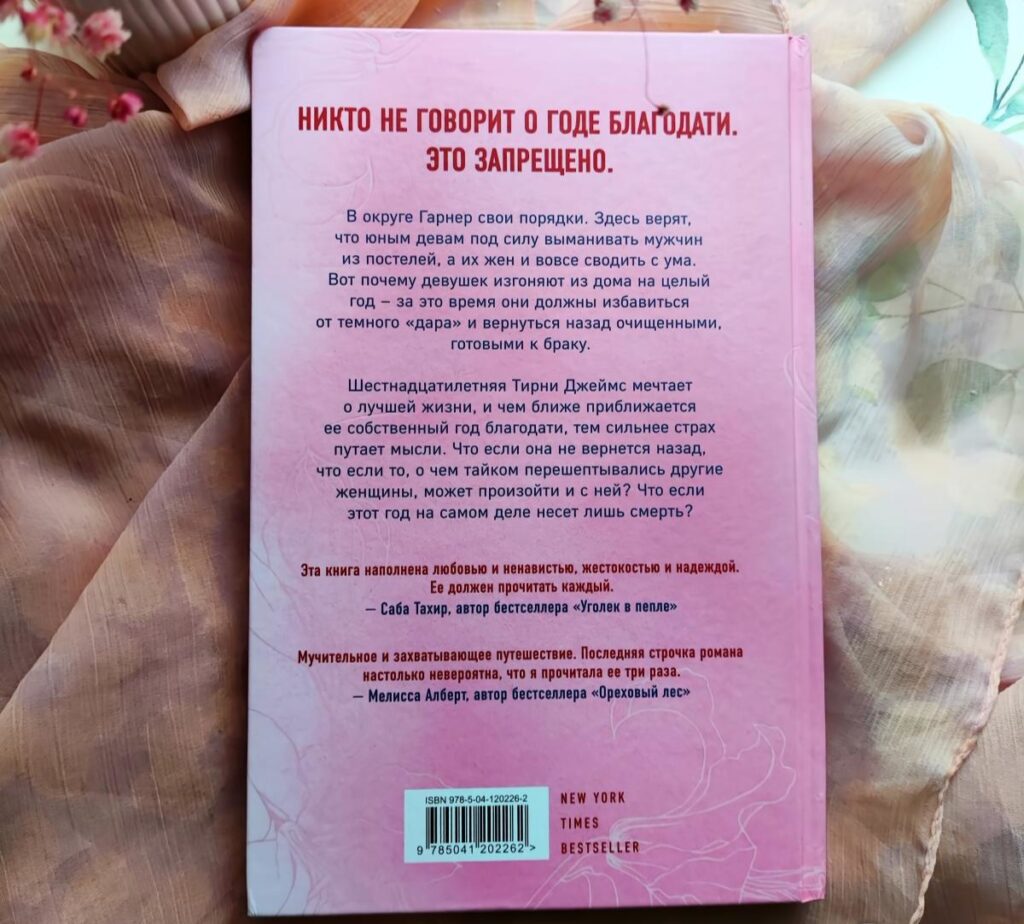 НИКТО НЕ ГОВОРИТ О ГОДЕ БЛАГОДАТИ.
ЭТО ЗАПРЕЩЕНО.
В округе Гарнер свои порядки. Здесь верят,
что юным девам под силу выманивать мужчин
из постелей, а их жен и вовсе сводить с ума.
Вот почему девушек изгоняют из дома на целый
год – за это время они должны избавиться
от темного «дара» и вернуться назад очищенными,
готовыми к браку.
Шестнадцатилетняя Тирни Джеймс мечтает
о лучшей жизни, и чем ближе приближается
ее собственный год благодати, тем сильнее страх
путает мысли. Что если она не вернется назад,
что если то, о чем тайком перешептывались другие
женщины, может произойти и с ней? Что если
этот год на самом деле несет лишь смерть?
Эта книга наполнена любовью и ненавистью, жестокостью и надеждой.
Ее должен прочитать каждый.
— Саба Тахир, автор бестселлера «Уголек в пепле»
Мучительное и захватывающее путешествие. Последняя строчка романа
настолько невероятна, что я прочитала ее три раза.
— Мелисса Алберт, автор бестселлера «Ореховый лес»
ISBN 978-5-04-120226-2
9 785041 202262 >
NEW YORK
TIMES
BESTSELLER